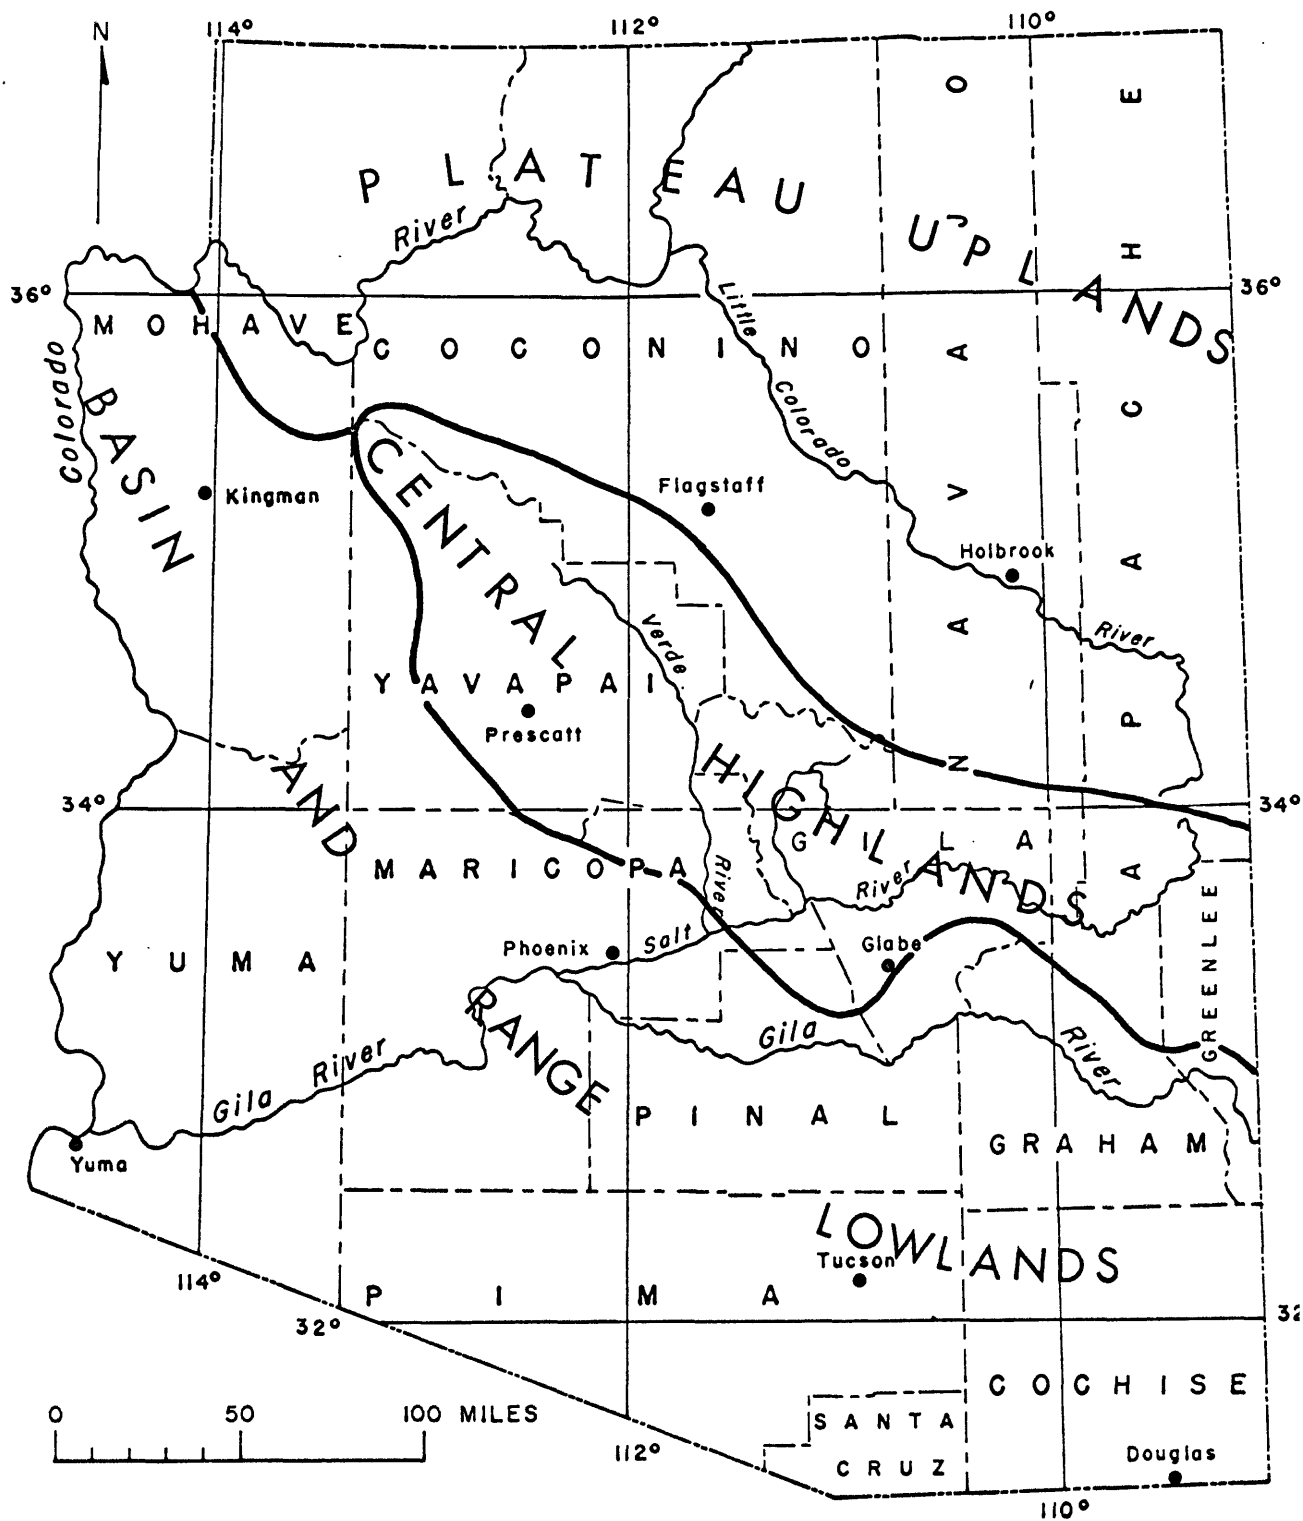 N
114°
112°
110°
PLATEAU UPLANDS
River
36°
36°
MOHAVE
COCONINO
NAVAJO
APACHE
Little Colorado River
Colorado
BASIN AND RANGE LOWLANDS
Kingman
CENTRAL HIGHLANDS
Flagstaff
Holbrook
Verde River
YAVAPAI
Prescott
34°
34°
GILA
MARICOPA
River
Salt
Phoenix
Globe
GREENLEE
YUMA
Gila River
Gila River
PINAL
GRAHAM
Yuma
Tucson
114°
PIMA
32°
32
COCHISE
SANTA
CRUZ
0 50 100 MILES
112°
Douglas
110°